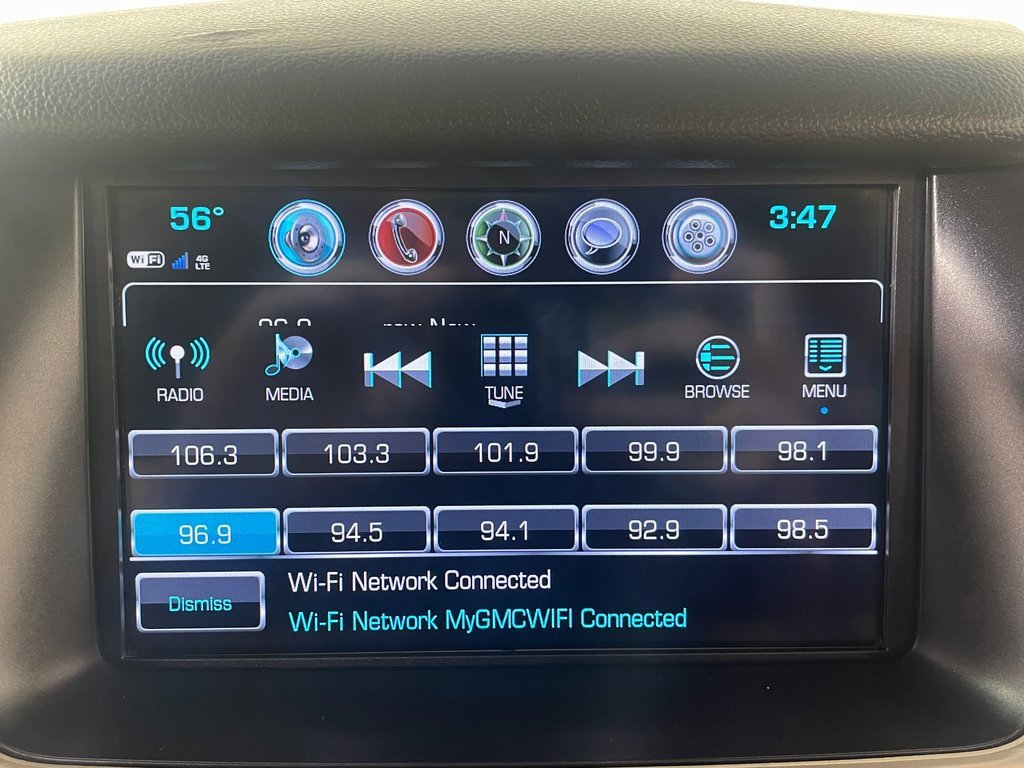 56° N 3:47
WiFi 4G
LTE
RADIO MEDIA TUNE BROWSE MENU
106.3 103.3 101.9 99.9 98.1
96.9 94.5 94.1 92.9 98.5
Dismiss
Wi-Fi Network Connected
Wi-Fi Network MyGMCWIFI Connected